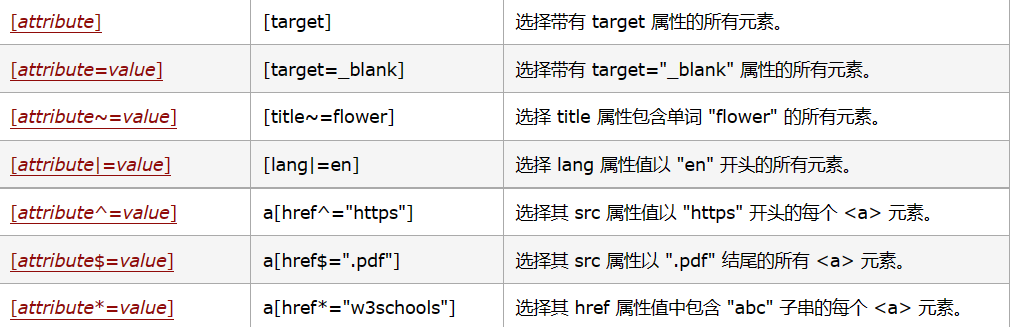 [attribute] [target] 选择带有 target 属性的所有元素。
[attribute=value] [target=_blank] 选择带有 target="_blank" 属性的所有元素。
[attribute~=value] [title~=flower] 选择 title 属性包含单词 "flower" 的所有元素。
[attribute|=value] [lang|=en] 选择 lang 属性值以 "en" 开头的所有元素。
[attribute^=value] a[href^="https"] 选择其 src 属性值以 "https" 开头的每个 <a> 元素。
[attribute$=value] a[href$=".pdf"] 选择其 src 属性以 ".pdf" 结尾的所有 <a> 元素。
[attribute*=value] a[href*="w3schools"] 选择其 href 属性值中包含 "abc" 子串的每个 <a> 元素。